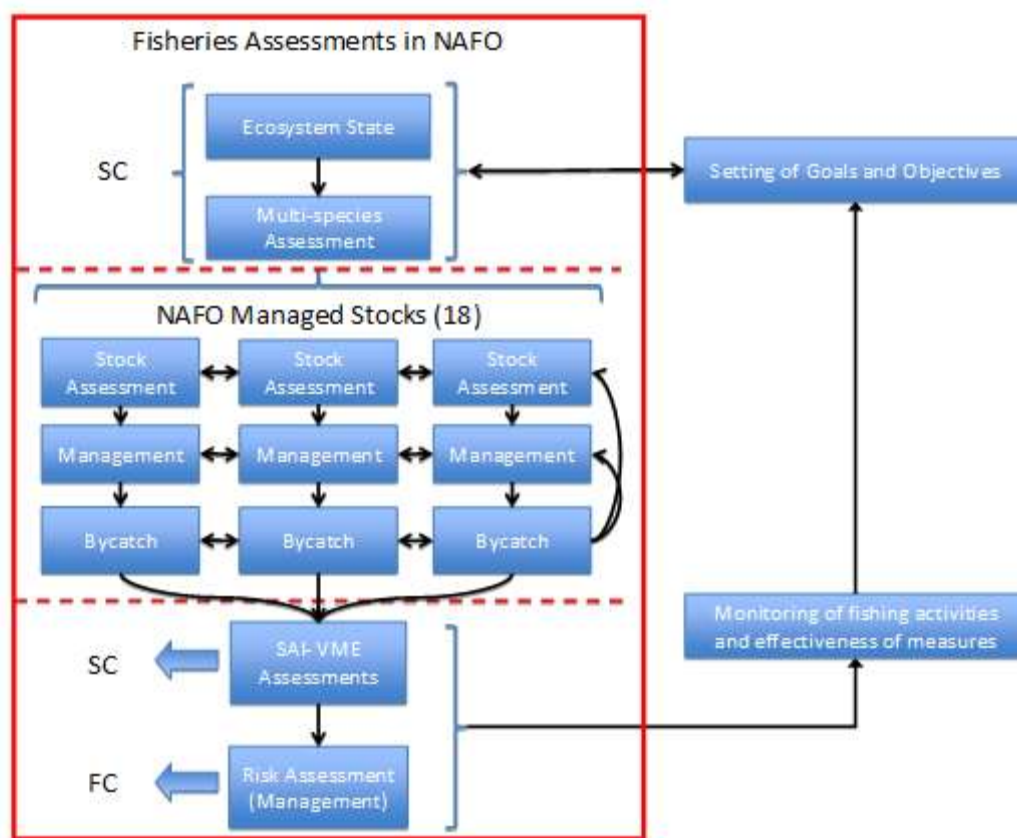 Fisheries Assessments in NAFO
Ecosystem State
SC
Setting of Goals and Objectives
Multi-species
Assessment
NAFO Managed Stocks (18)
Stock
Assessment
Stock
Assessment
Stock
Assessment
Management
Management
Management
Bycatch
Bycatch
Bycatch
Monitoring of fishing activities
and effectiveness of measures
SC
SAI-VME
Assessments
FC
Risk Assessment
(Management)